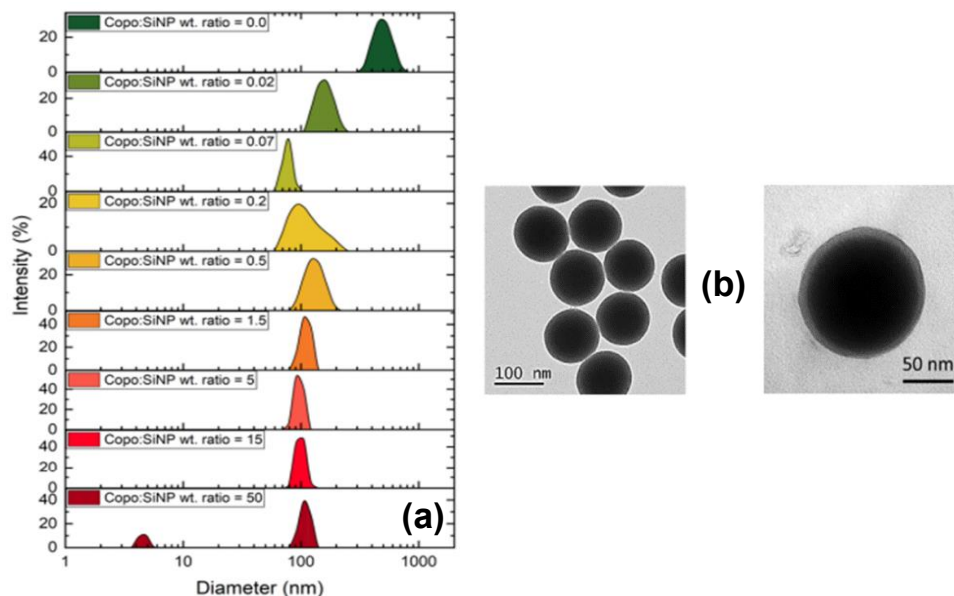 20
0
Copo:SiNP wt. ratio = 0.0
20
0
Copo:SiNP wt. ratio = 0.02
40
0
Copo:SiNP wt. ratio = 0.07
20
0
Copo:SiNP wt. ratio = 0.2
20
0
Copo:SiNP wt. ratio = 0.5
40
20
0
Copo:SiNP wt. ratio = 1.5
40
20
0
Copo:SiNP wt. ratio = 5
40
20
0
Copo:SiNP wt. ratio = 15
40
20
0
Copo:SiNP wt. ratio = 50
Intensity (%)
1 10 100 1000
Diameter (nm)
(a)
100 nm
(b)
50 nm